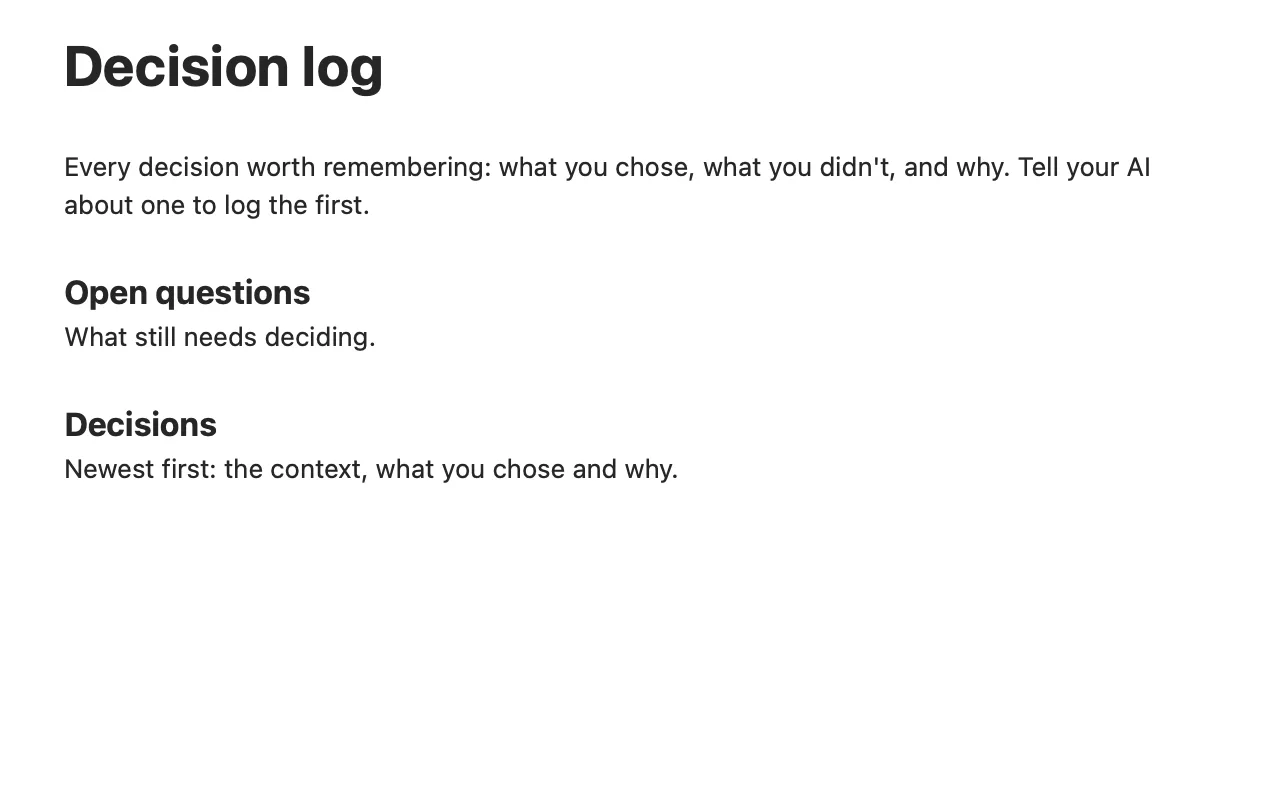 Decision log
Every decision worth remembering: what you chose, what you didn't, and why. Tell your AI
about one to log the first.
Open questions
What still needs deciding.
Decisions
Newest first: the context, what you chose and why.